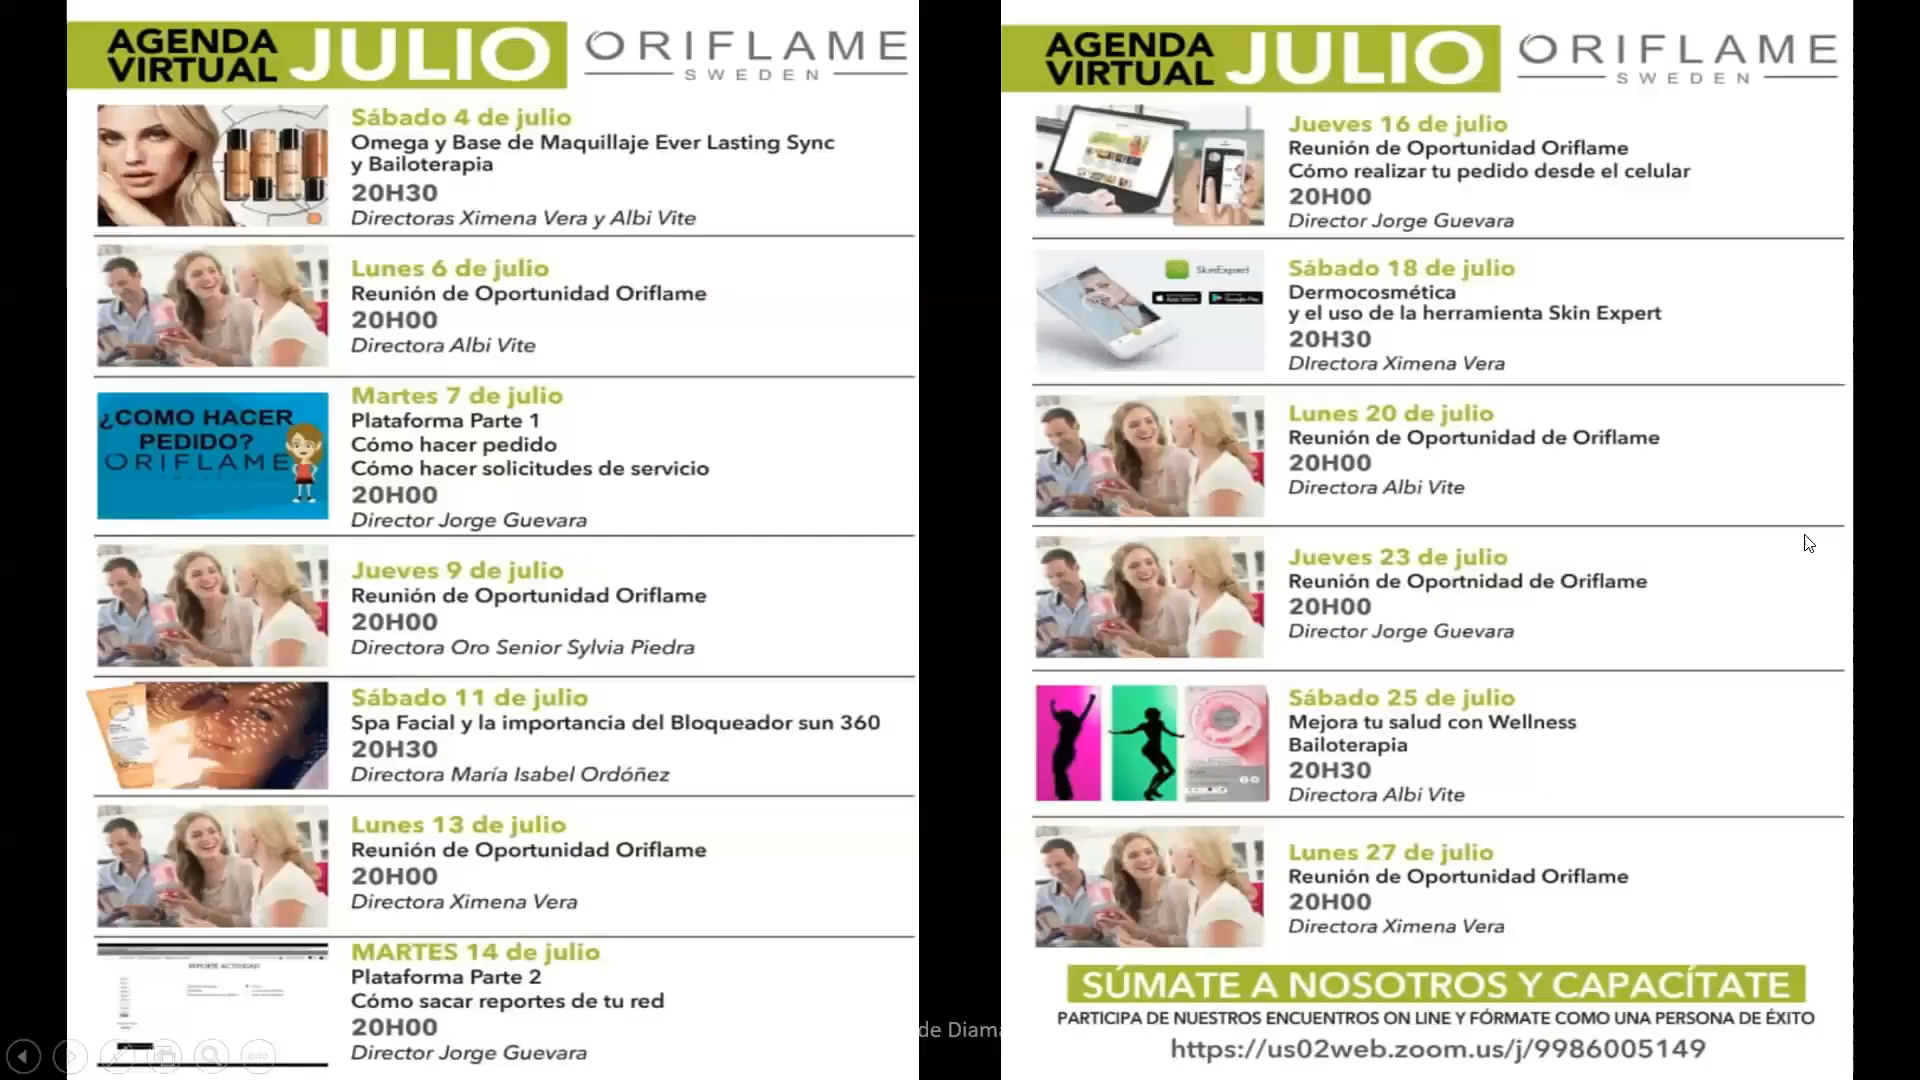 AGENDA
VIRTUAL
JULIO
ORIFLAME
SWEDEN
Sábado 4 de julio
Omega y Base de Maquillaje Ever Lasting Sync
y Bailoterapia
20H30
Directoras Ximena Vera y Albi Vite
Lunes 6 de julio
Reunión de Oportunidad Oriflame
20H00
Directora Albi Vite
¿COMO HACER
PEDIDO?
ORIFLAME
Martes 7 de julio
Plataforma Parte 1
Cómo hacer pedido
Cómo hacer solicitudes de servicio
20H00
Director Jorge Guevara
Jueves 9 de julio
Reunión de Oportunidad Oriflame
20H00
Directora Oro Senior Sylvia Piedra
Sábado 11 de julio
Spa Facial y la importancia del Bloqueador sun 360
20H30
Directora María Isabel Ordóñez
Lunes 13 de julio
Reunión de Oportunidad Oriflame
20H00
Directora Ximena Vera
REPORTE ACTIVIDAD
MARTES 14 de julio
Plataforma Parte 2
Cómo sacar reportes de tu red
20H00
Director Jorge Guevara
de Diama
AGENDA
VIRTUAL
JULIO
ORIFLAME
SWEDEN
Jueves 16 de julio
Reunión de Oportunidad Oriflame
Cómo realizar tu pedido desde el celular
20H00
Director Jorge Guevara
SkinExpert
App Store
Google Play
Sábado 18 de julio
Dermocosmética
y el uso de la herramienta Skin Expert
20H30
DIrectora Ximena Vera
Lunes 20 de julio
Reunión de Oportunidad de Oriflame
20H00
Directora Albi Vite
Jueves 23 de julio
Reunión de Oportnidad de Oriflame
20H00
Director Jorge Guevara
Sábado 25 de julio
Mejora tu salud con Wellness
Bailoterapia
20H30
Directora Albi Vite
Lunes 27 de julio
Reunión de Oportunidad Oriflame
20H00
Directora Ximena Vera
SÚMATE A NOSOTROS Y CAPACÍTATE
PARTICIPA DE NUESTROS ENCUENTROS ON LINE Y FÓRMATE COMO UNA PERSONA DE ÉXITO
https://us02web.zoom.us/j/9986005149